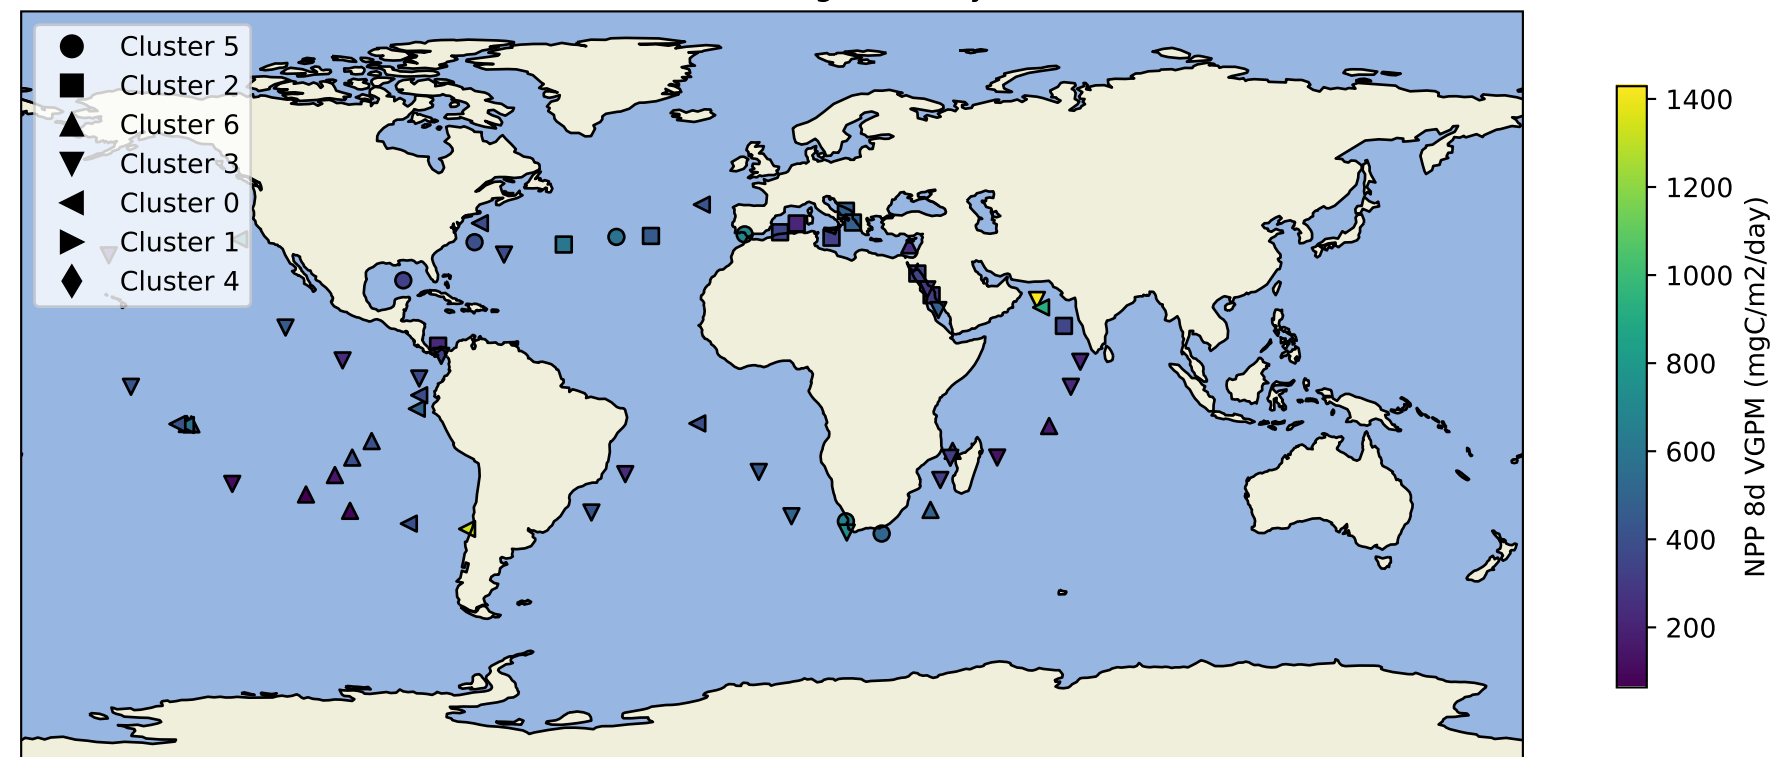 Cluster 5
Cluster 2
Cluster 6
Cluster 3
Cluster 0
Cluster 1
Cluster 4
1400
1200
1000
800
600
400
200
NPP 8d VGPM (mgC/m2/day)